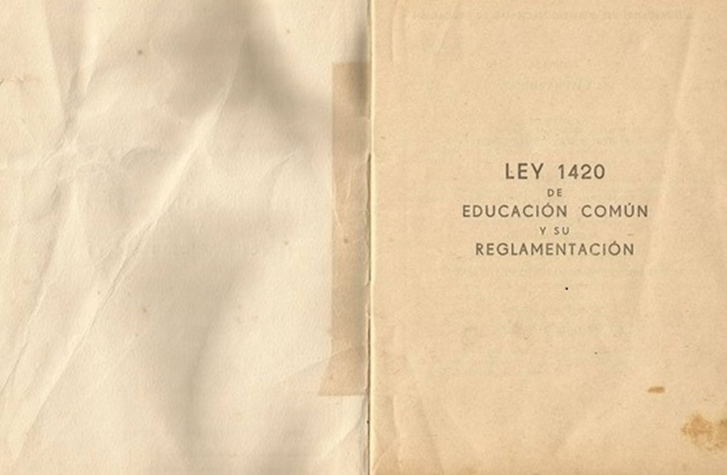 LEY 1420
DE
EDUCACIÓN COMÚN
Y SU
REGLAMENTACIÓN